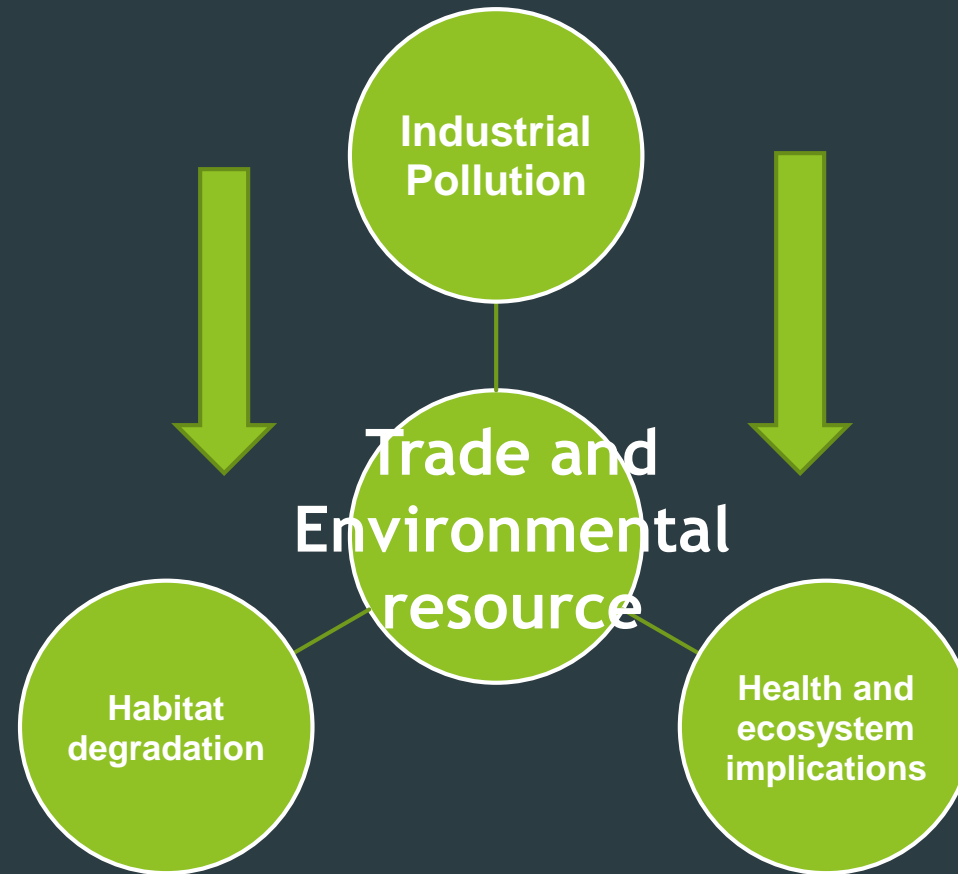 Industrial
Pollution
Trade and
Environmental
resource
Habitat
degradation
Health and
ecosystem
implications